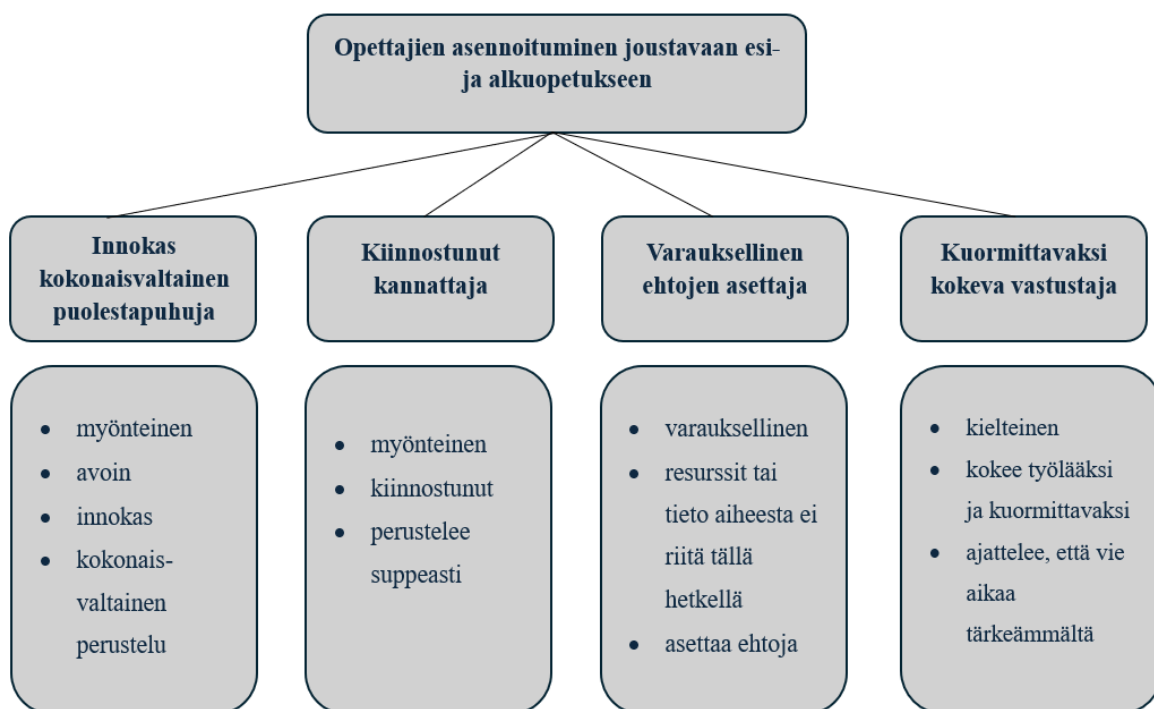 Opettajien asennoituminen joustavaan esi-
ja alkuopetukseen
Innokas
kokonaisvaltainen
puolestapuhuja
Kiinnostunut
kannattaja
Varauksellinen
ehtojen asettaja
Kuormittavaksi
kokeva vastustaja
• myönteinen
• avoin
• innokas
• kokonais-
valtainen
perustelu
• myönteinen
• kiinnostunut
• perustelee
suppeasti
• varauksellinen
• resurssit tai
tieto aiheesta ei
riitä tällä
hetkellä
• asettaa ehtoja
• kielteinen
• kokee työlääksi
ja kuormittavaksi
• ajattelee, että vie
aikaa
tärkeämmältä